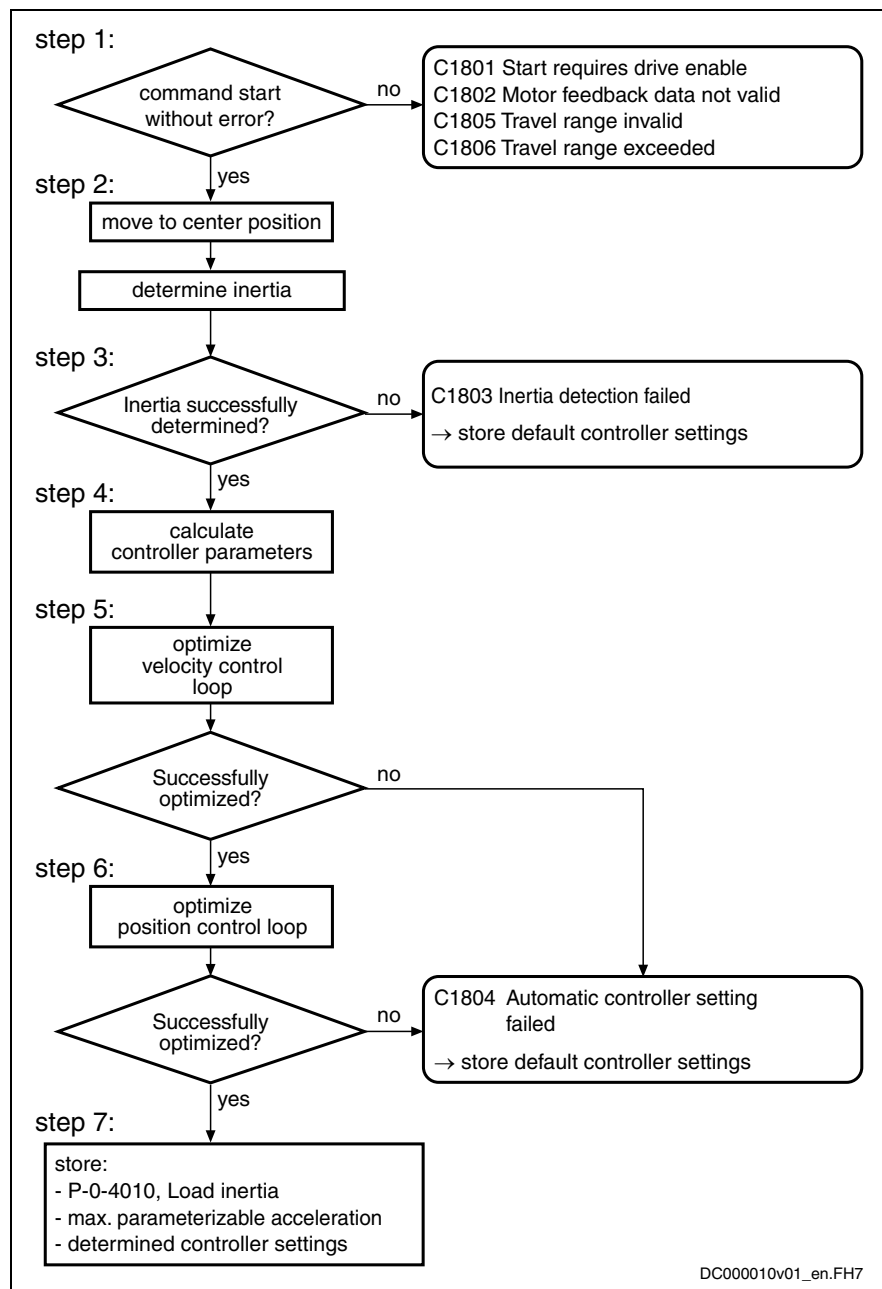 step 1:
command start
without error?
no
C1801 Start requires drive enable
C1802 Motor feedback data not valid
C1805 Travel range invalid
C1806 Travel range exceeded
yes
step 2:
move to center position
determine inertia
step 3:
Inertia successfully
determined?
no
C1803 Inertia detection failed
→ store default controller settings
yes
step 4:
calculate
controller parameters
step 5:
optimize
velocity control
loop
Successfully
optimized?
no
yes
step 6:
optimize
position control loop
Successfully
optimized?
no
C1804 Automatic controller setting
failed
→ store default controller settings
yes
step 7:
store:
- P-0-4010, Load inertia
- max. parameterizable acceleration
- determined controller settings
DC000010v01_en.FH7